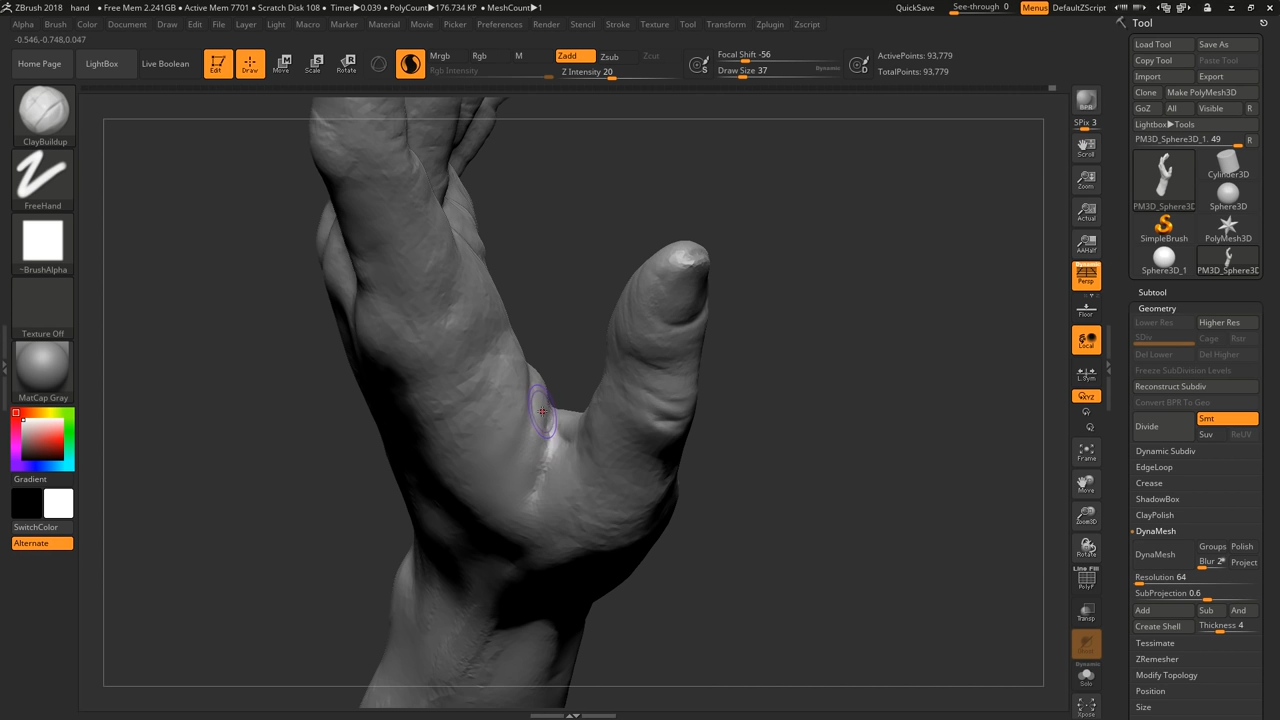 ZBrush 2018 hand ● Free Mem 2.241GB ● Active Mem 7701 ● Scratch Disk 108 ● Timer▶0.039 ● PolyCount▶176.734 KP ● MeshCount▶1 QuickSave See-through 0 Menus DefaultZScript
Alpha Brush Color Document Draw Edit File Layer Light Macro Marker Material Movie Picker Preferences Render Stencil Stroke Texture Tool Transform Zplugin Zscript
-0.546,-0.748,0.047
Home Page LightBox Live Boolean
Edit Draw Move Scale Rotate
Mrgb Rgb M
Rgb Intensity
Zadd Zsub Zcut
Z Intensity 20
S
Focal Shift -56
Draw Size 37 Dynamic
D
ActivePoints: 93,779
TotalPoints: 93,779
ClayBuildup
FreeHand
~BrushAlpha
Texture Off
MatCap Gray
Gradient
SwitchColor
Alternate
BPR
SPix 3
Scroll
Zoom
Actual
AAHalf
Dynamic
Persp
Floor
Local
L.Sym
XYZ
Frame
Move
Zoom3D
Rotate
Line Fill
PolyF
Transp
Dynamic
Solo
Xpose
Tool
Load Tool Save As
Copy Tool Paste Tool
Import Export
Clone Make PolyMesh3D
GoZ All Visible R
Lightbox▶Tools
PM3D_Sphere3D_1. 49 R
PM3D_Sphere3D Cylinder3D
Sphere3D
SimpleBrush PolyMesh3D
Sphere3D_1 PM3D_Sphere3D
Subtool
Geometry
Lower Res Higher Res
SDiv Cage Rstr
Del Lower Del Higher
Freeze SubDivision Levels
Reconstruct Subdiv
Convert BPR To Geo
Divide Smt
Suv ReUV
Dynamic Subdiv
EdgeLoop
Crease
ShadowBox
ClayPolish
DynaMesh
DynaMesh Groups Polish
Blur 2 Project
Resolution 64
SubProjection 0.6
Add Sub And
Create Shell Thickness 4
Tessimate
ZRemesher
Modify Topology
Position
Size